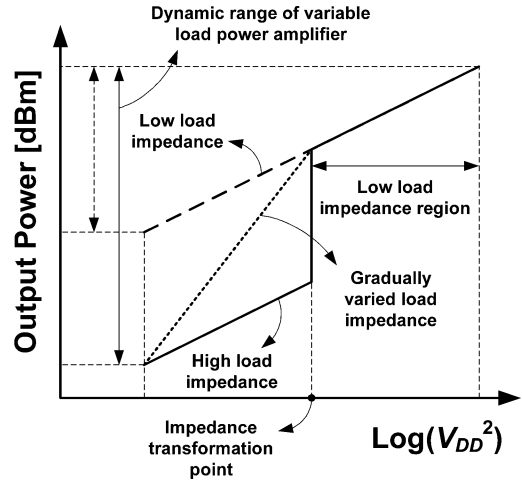 Dynamic range of variable
load power amplifier
Output Power [dBm]
Low load
impedance
Low load
impedance region
Gradually
varied load
impedance
High load
impedance
Impedance
transformation
point
Log(V_DD²)